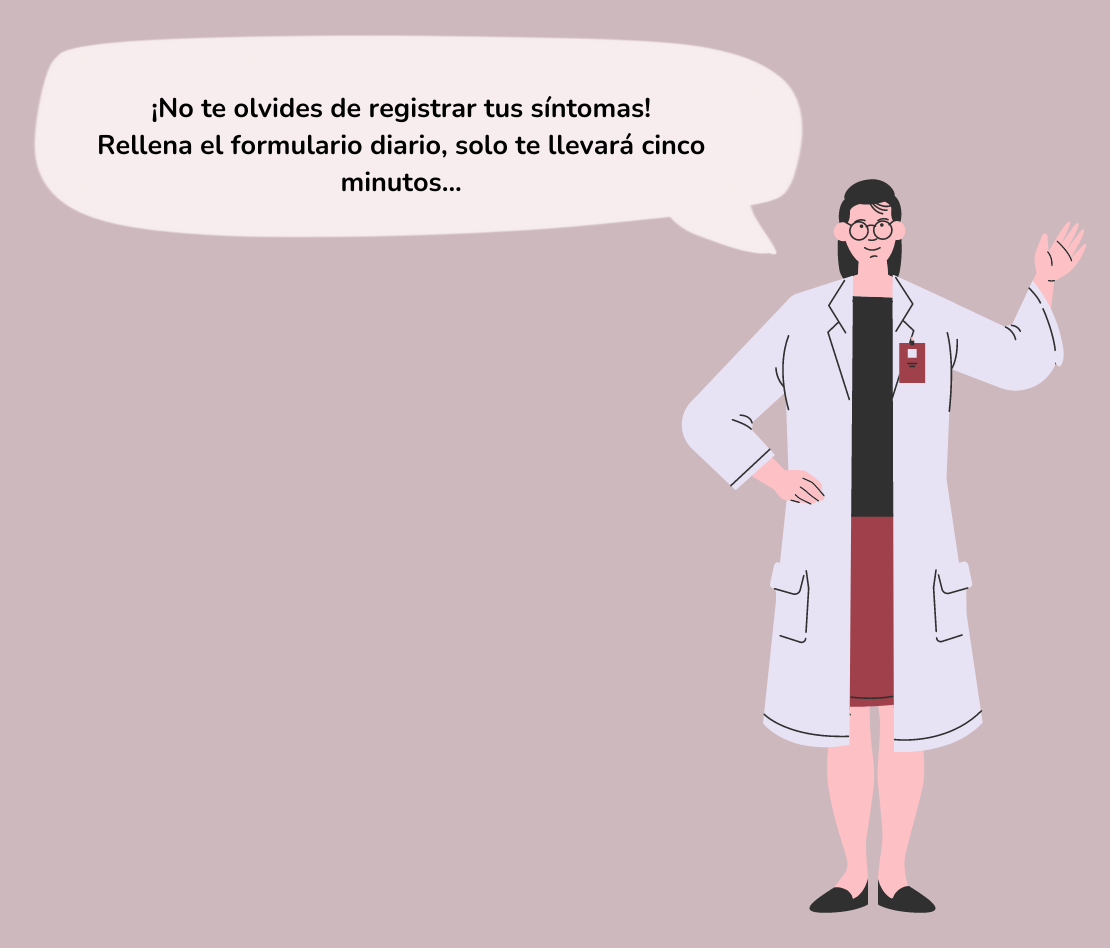 ¡No te olvides de registrar tus síntomas!
Rellena el formulario diario, solo te llevará cinco
minutos...